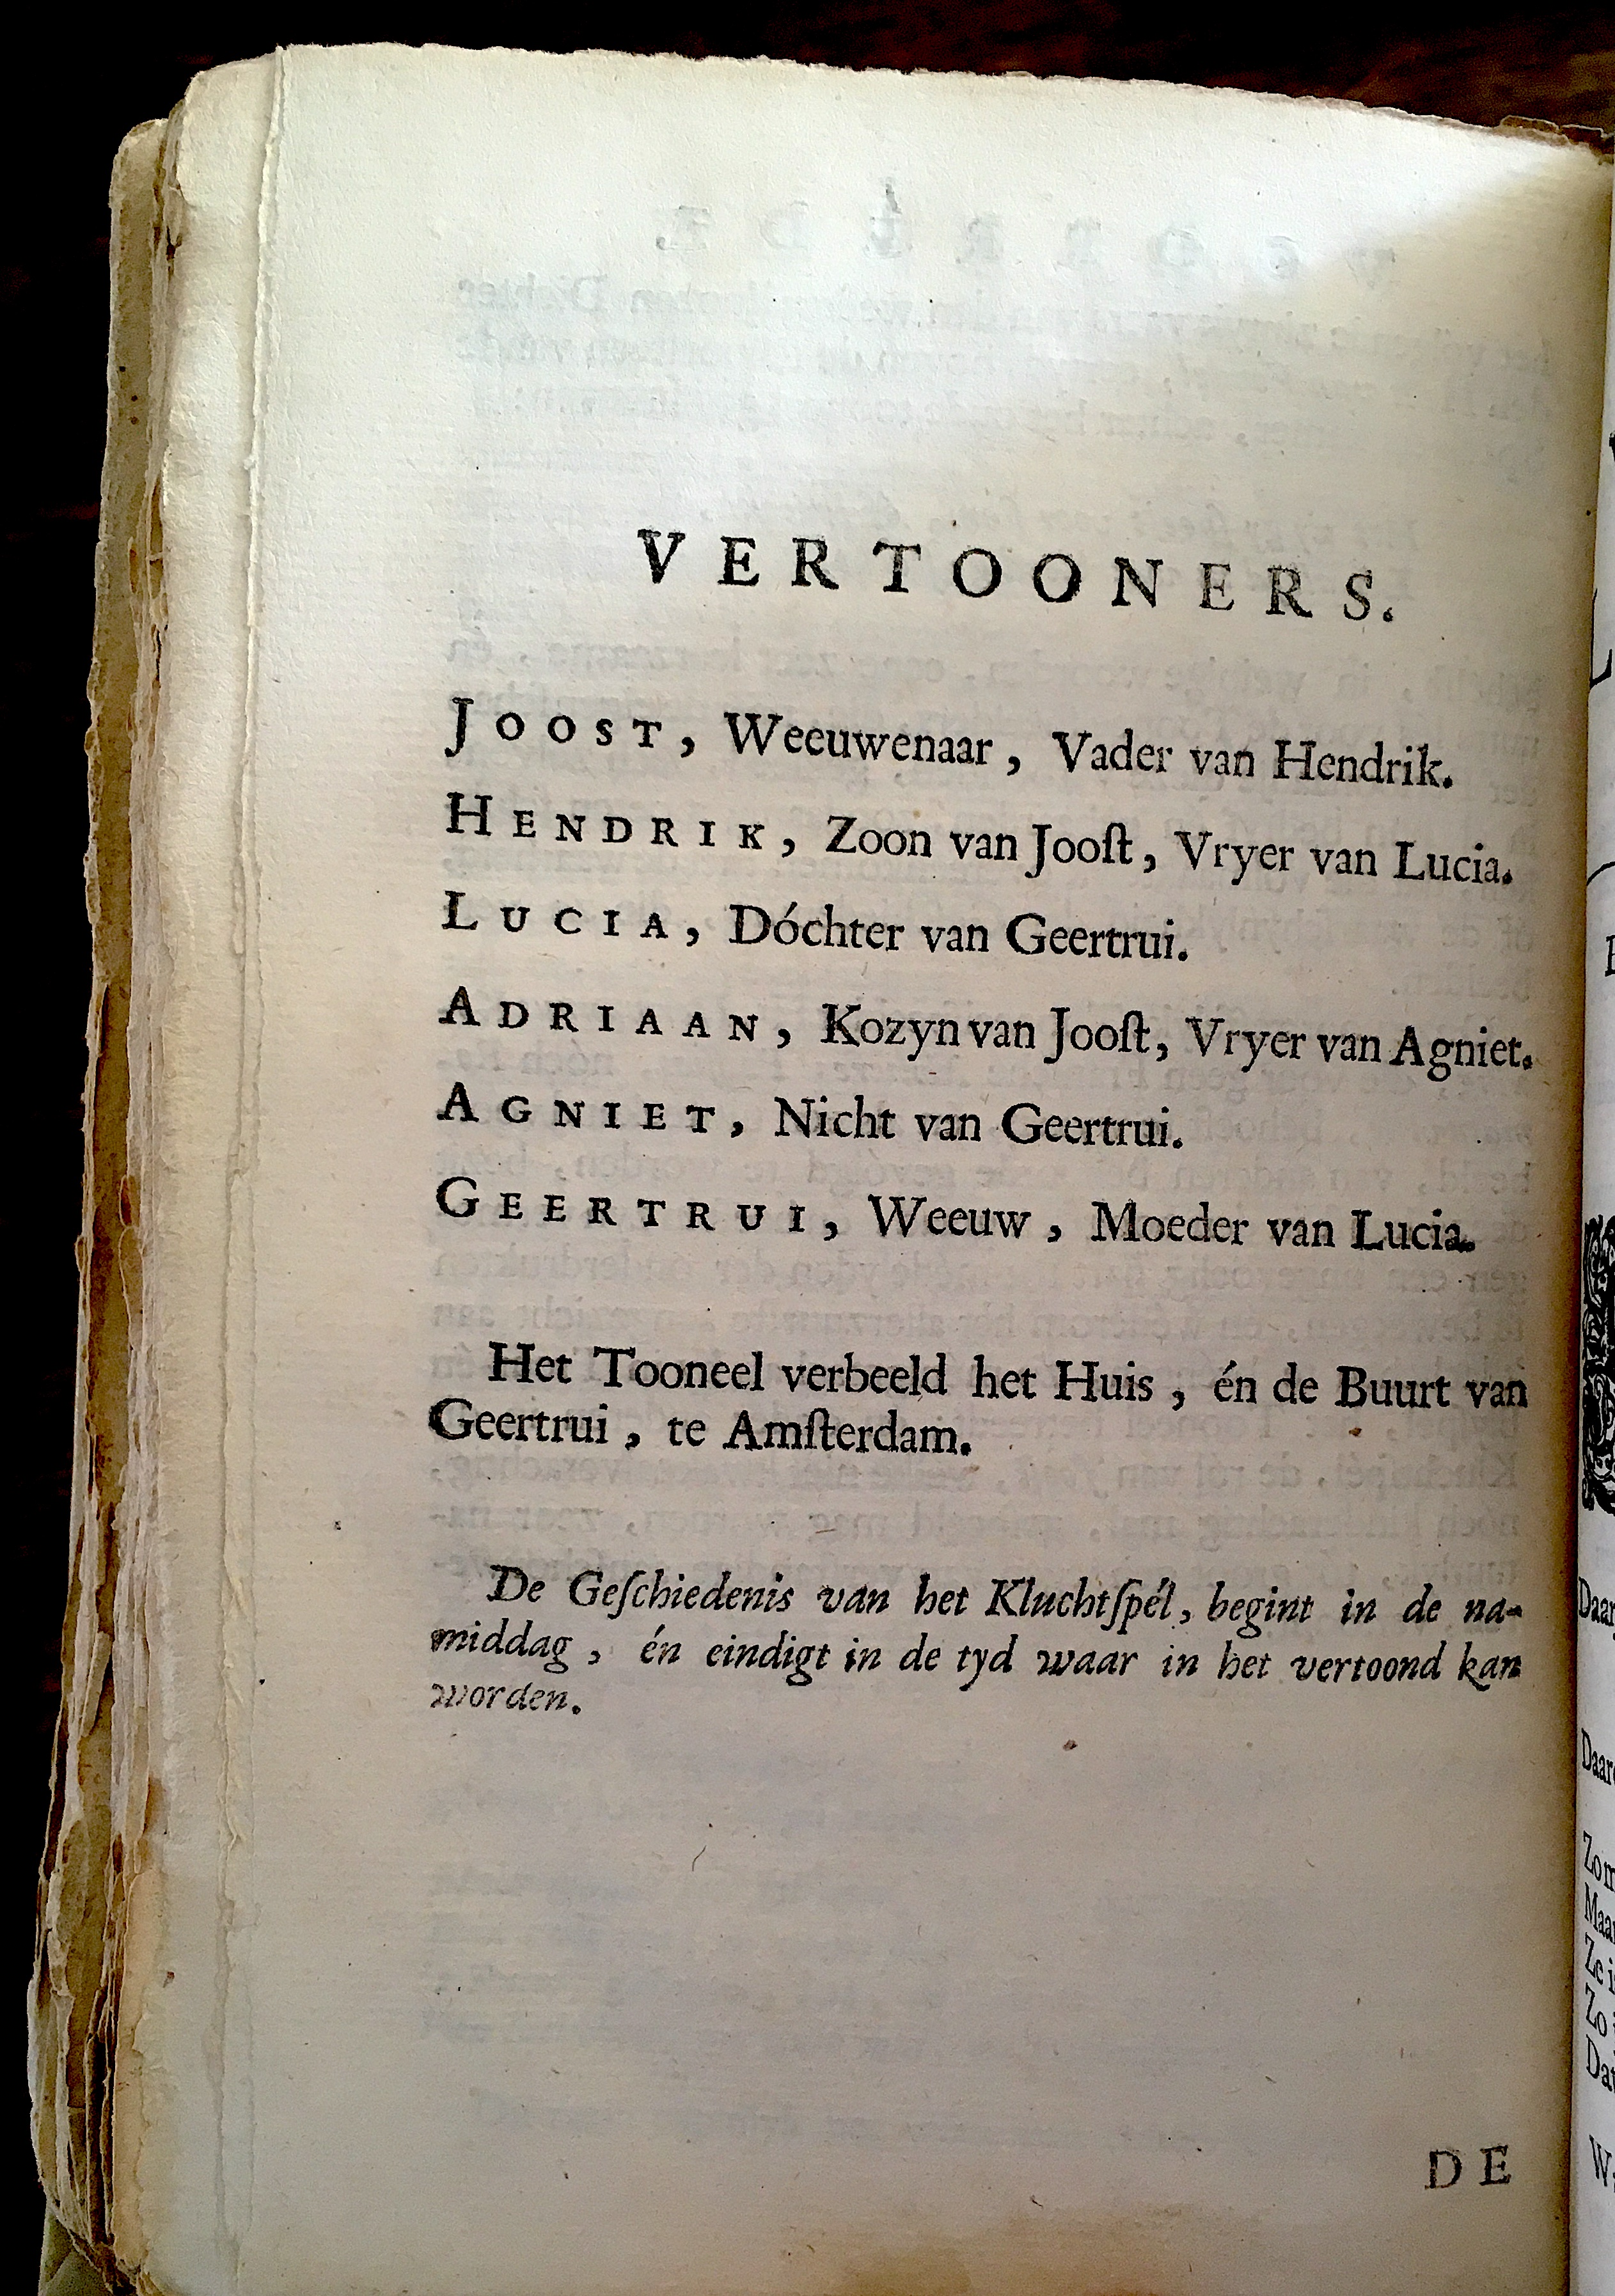 VERTOONERS.
JOOST, Weeuwenaar, Vader van Hendrik.
HENDRIK, Zoon van Jooſt, Vryer van Lucia.
LUCIA, Dóchter van Geertrui.
ADRIAAN, Kozyn van Jooſt, Vryer van Agniet.
AGNIET, Nicht van Geertrui.
GEERTRUI, Weeuw, Moeder van Lucia.
Het Tooneel verbeeld het Huis, én de Buurt van
Geertrui, te Amſterdam.
De Geſchiedenis van het Kluchtſpél, begint in de na-
middag, én eindigt in de tyd waar in het vertoond kan
worden.
DE